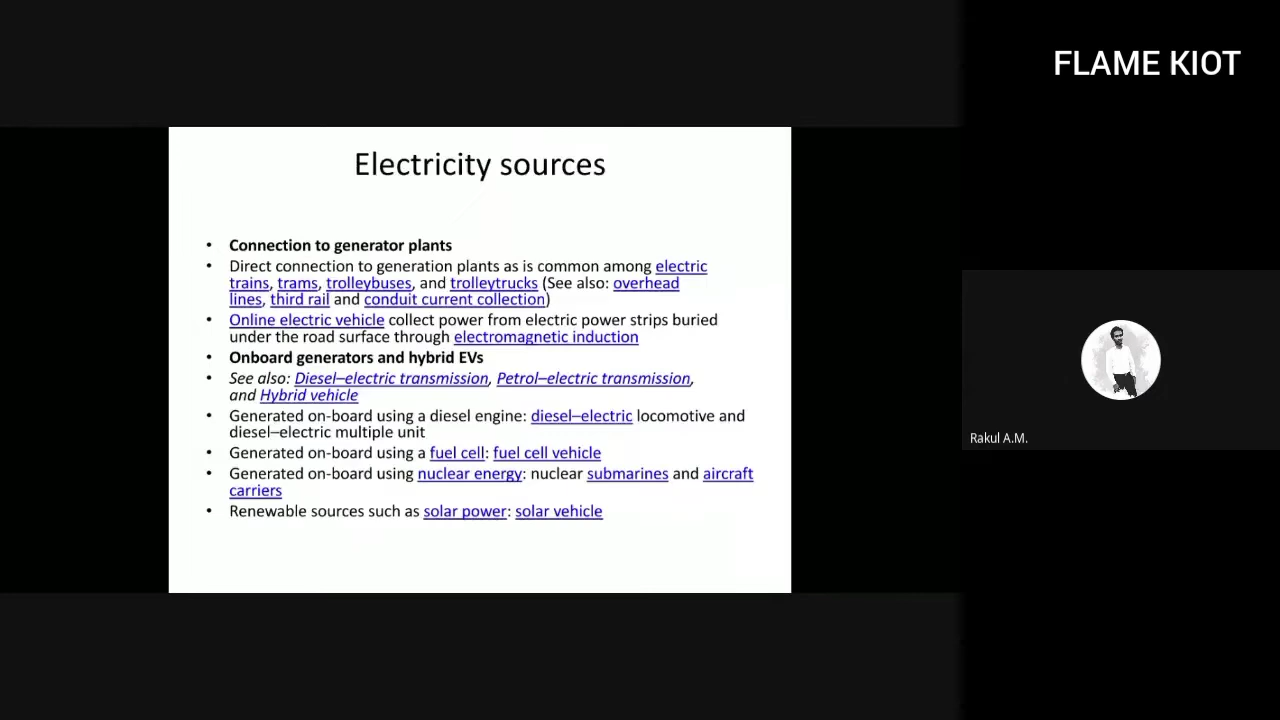 FLAME KIOT
Electricity sources
• Connection to generator plants
• Direct connection to generation plants as is common among electric
trains, trams, trolleybuses, and trolleytrucks (See also: overhead
lines, third rail and conduit current collection)
• Online electric vehicle collect power from electric power strips buried
under the road surface through electromagnetic induction
• Onboard generators and hybrid EVs
• See also: Diesel–electric transmission, Petrol–electric transmission,
and Hybrid vehicle
• Generated on-board using a diesel engine: diesel–electric locomotive and
diesel–electric multiple unit
• Generated on-board using a fuel cell: fuel cell vehicle
• Generated on-board using nuclear energy: nuclear submarines and aircraft
carriers
• Renewable sources such as solar power: solar vehicle
Rakul A.M.